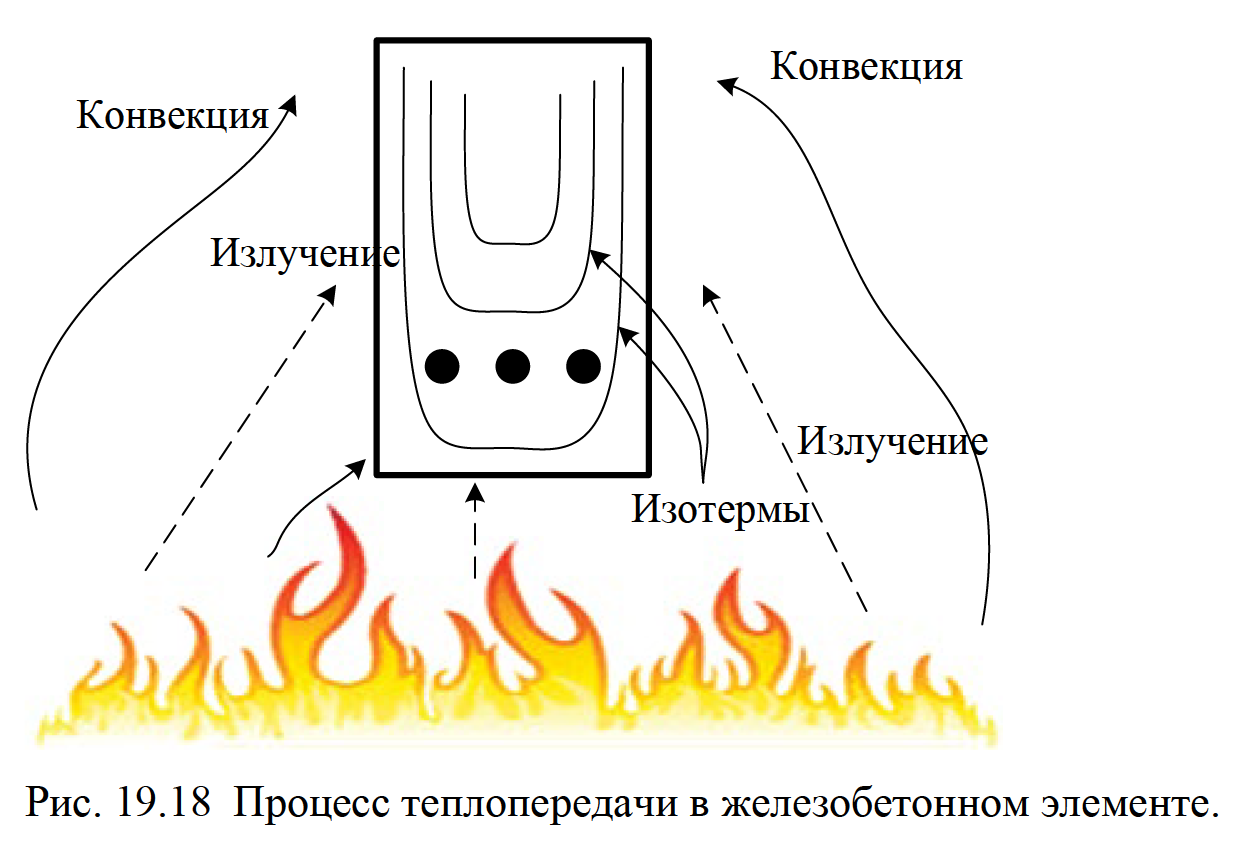 Конвекция
Конвекция
Излучение
Излучение
Изотермы
Рис. 19.18 Процесс теплопередачи в железобетонном элементе.